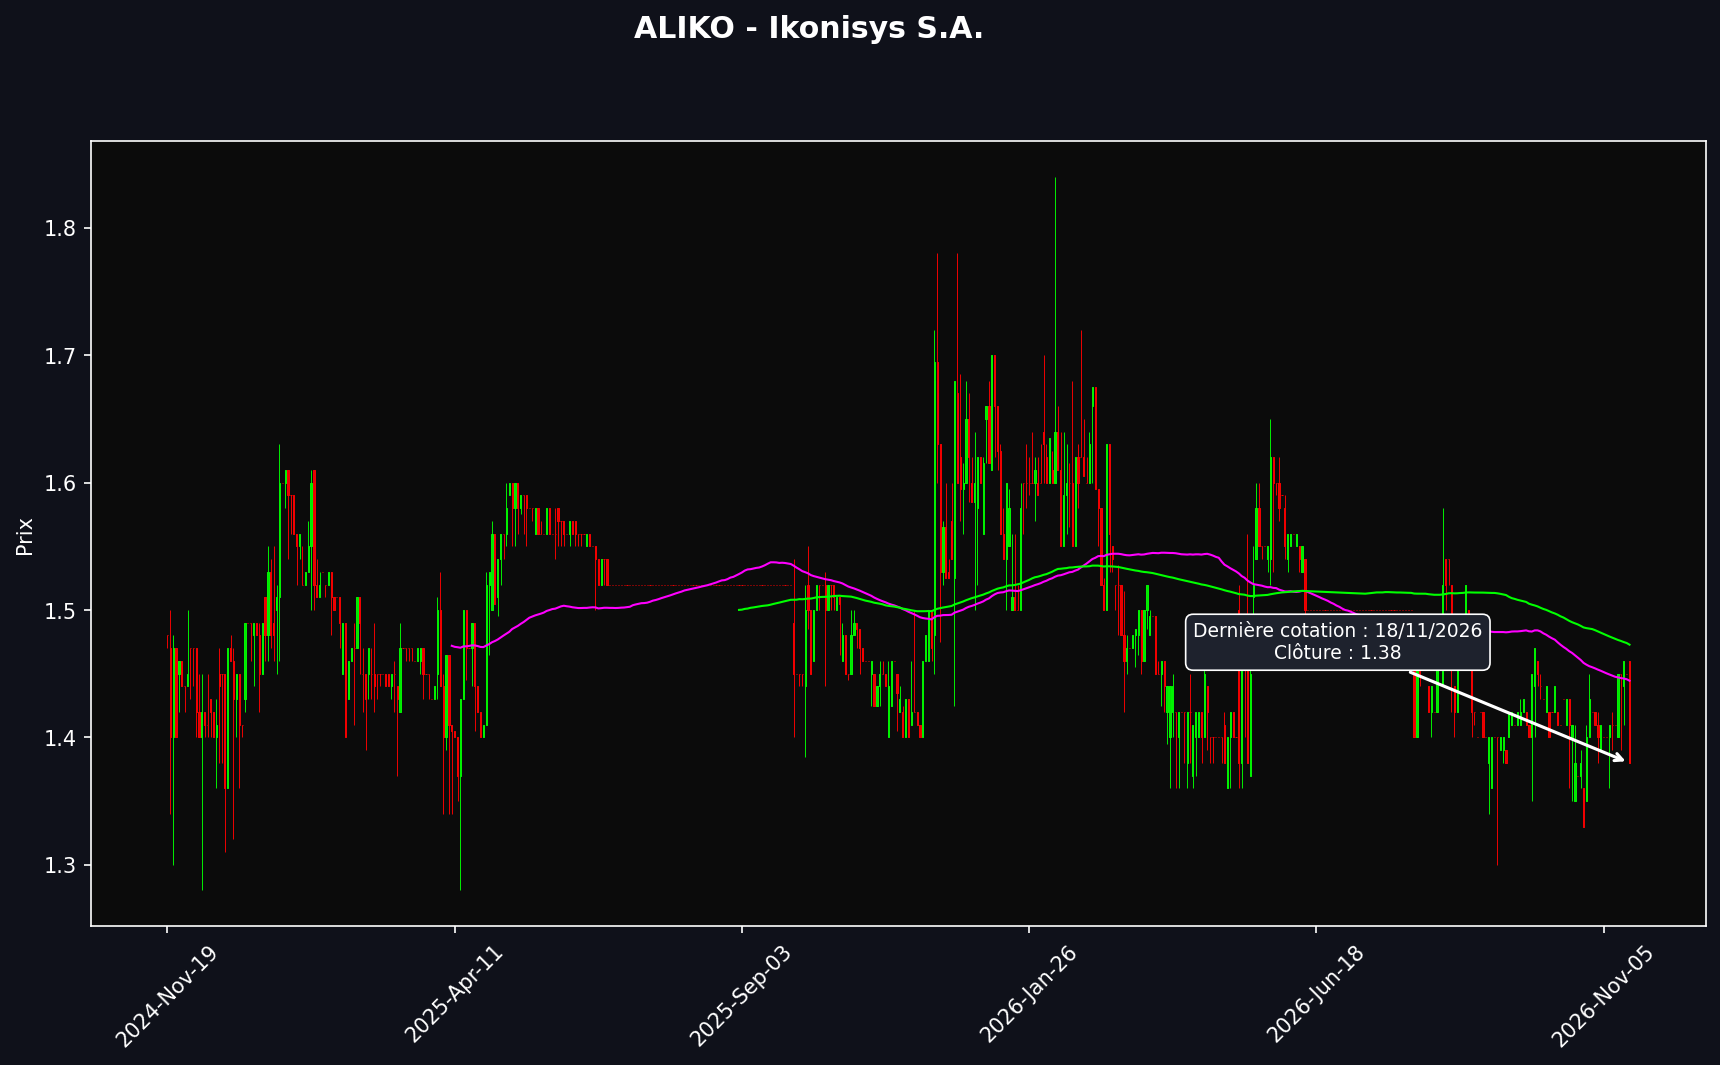 ALIKO - Ikonisys S.A.
Prix
1.8
1.7
1.6
1.5
1.4
1.3
Dernière cotation : 18/11/2026
Clôture : 1.38
2024-Nov-19
2025-Apr-11
2025-Sep-03
2026-Jan-26
2026-Jun-18
2026-Nov-05